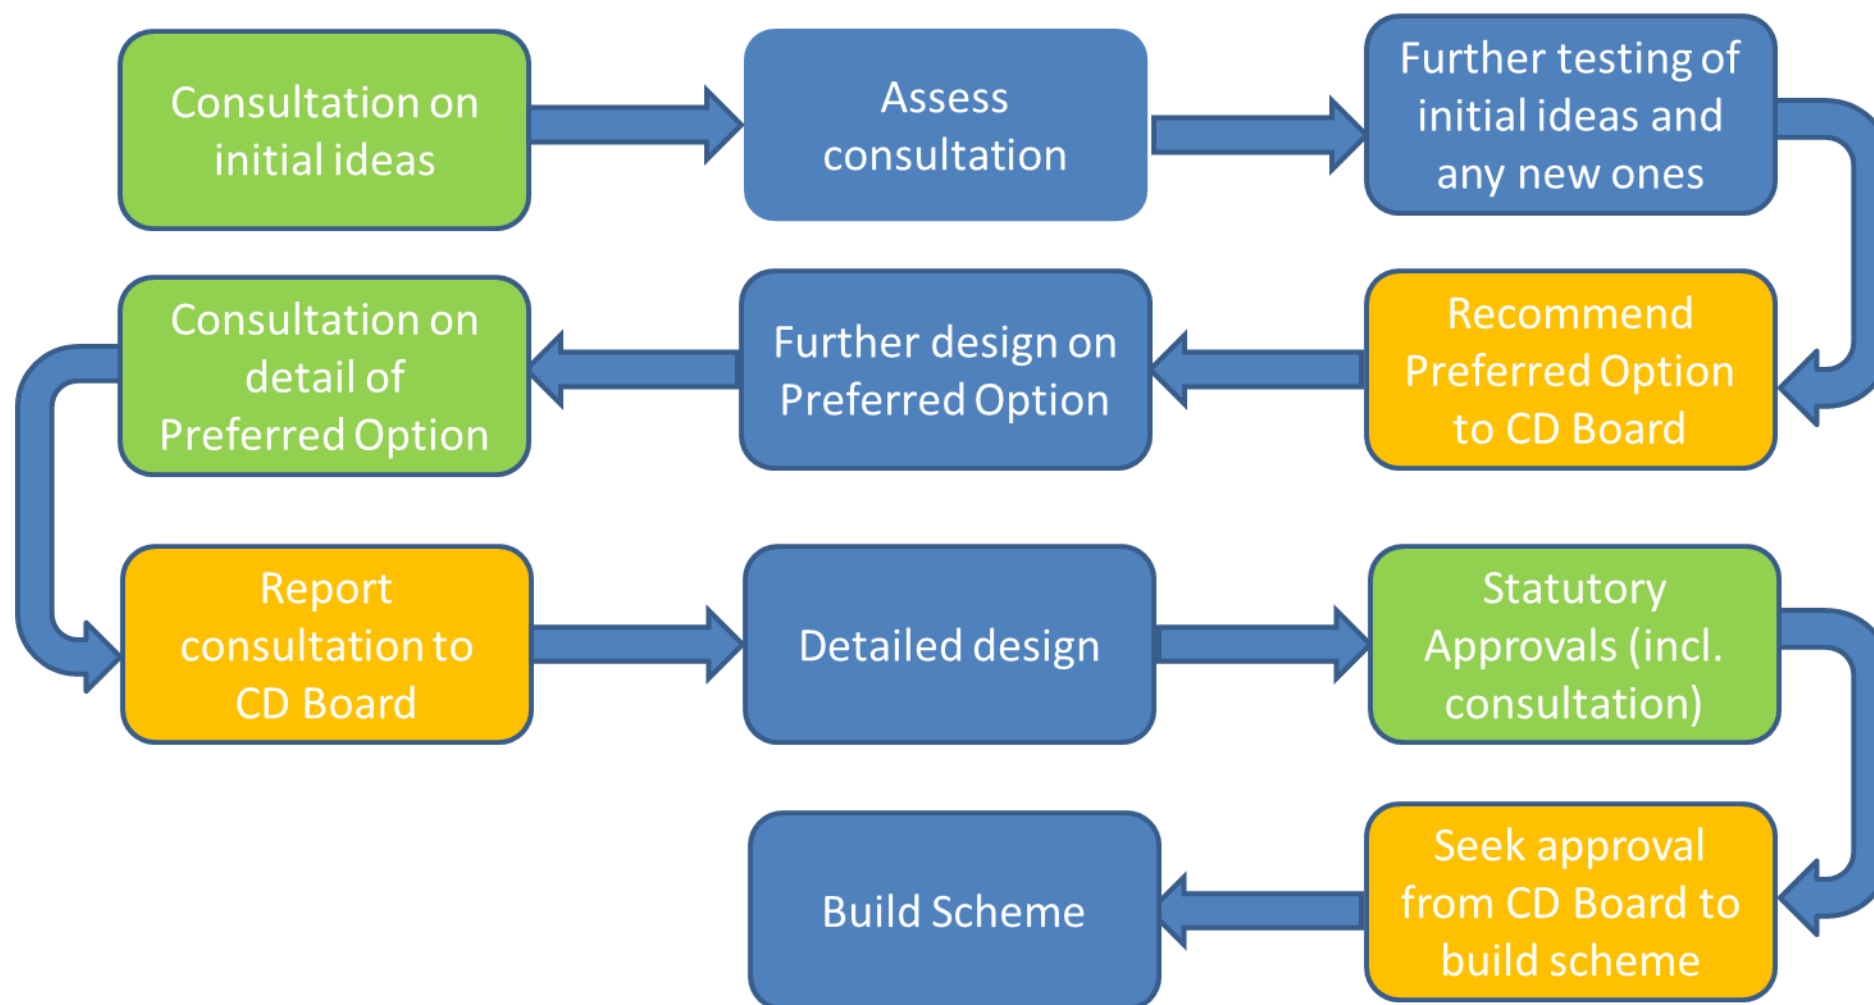 Consultation on
initial ideas
Assess
consultation
Further testing of
initial ideas and
any new ones
Recommend
Preferred Option
to CD Board
Further design on
Preferred Option
Consultation on
detail of
Preferred Option
Report
consultation to
CD Board
Detailed design
Statutory
Approvals (incl.
consultation)
Seek approval
from CD Board to
build scheme
Build Scheme